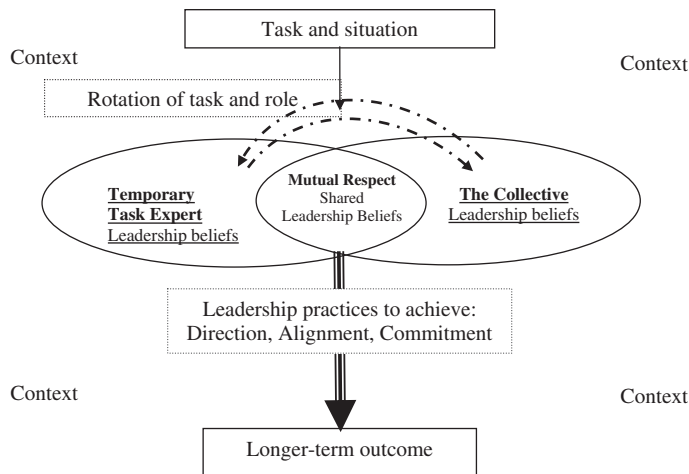 Task and situation
Context
Context
Rotation of task and role
Temporary
Task Expert
Leadership beliefs
Mutual Respect
Shared
Leadership Beliefs
The Collective
Leadership beliefs
Leadership practices to achieve:
Direction, Alignment, Commitment
Context
Context
Longer-term outcome